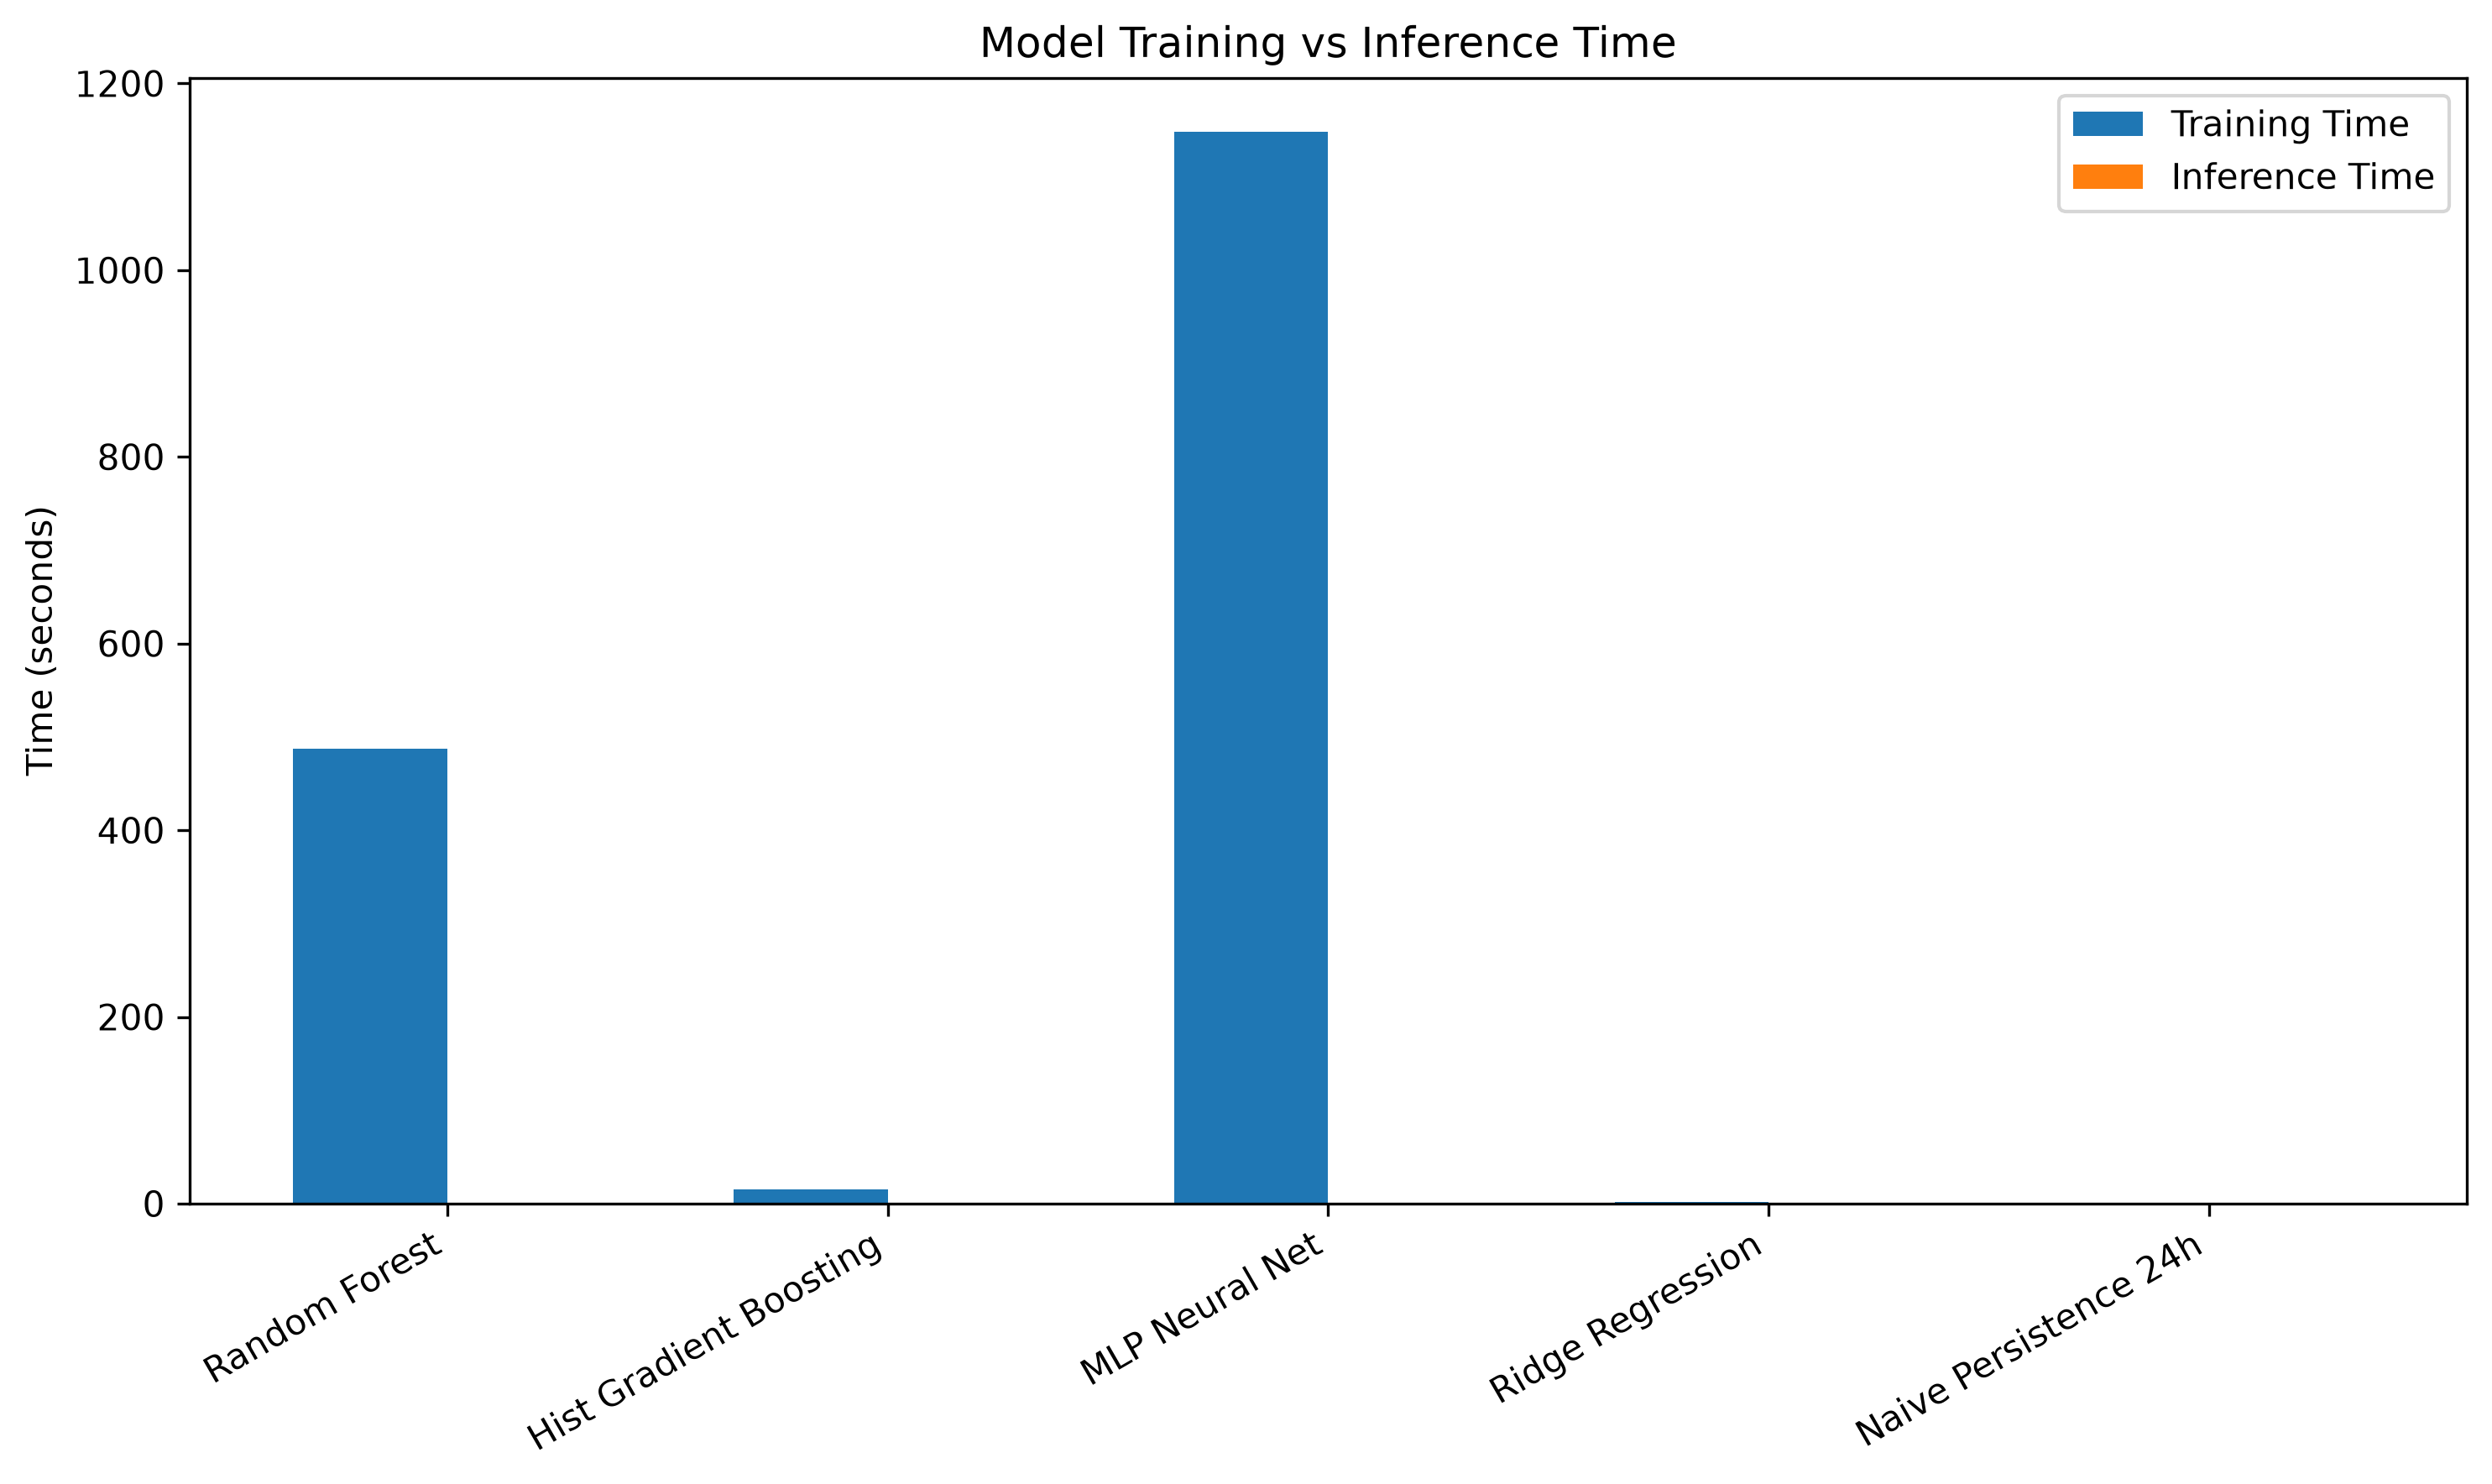 Model Training vs Inference Time
Training Time
Inference Time
Time (seconds)
1200
1000
800
600
400
200
0
Random Forest
Hist Gradient Boosting
MLP Neural Net
Ridge Regression
Naive Persistence 24h